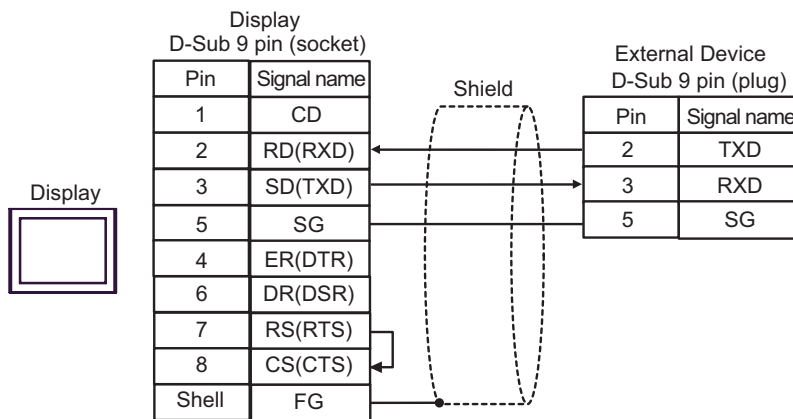 Display
D-Sub 9 pin (socket)
Pin Signal name
1 CD
2 RD(RXD)
3 SD(TXD)
5 SG
4 ER(DTR)
6 DR(DSR)
7 RS(RTS)
8 CS(CTS)
Shell FG
Display
Shield
External Device
D-Sub 9 pin (plug)
Pin Signal name
2 TXD
3 RXD
5 SG